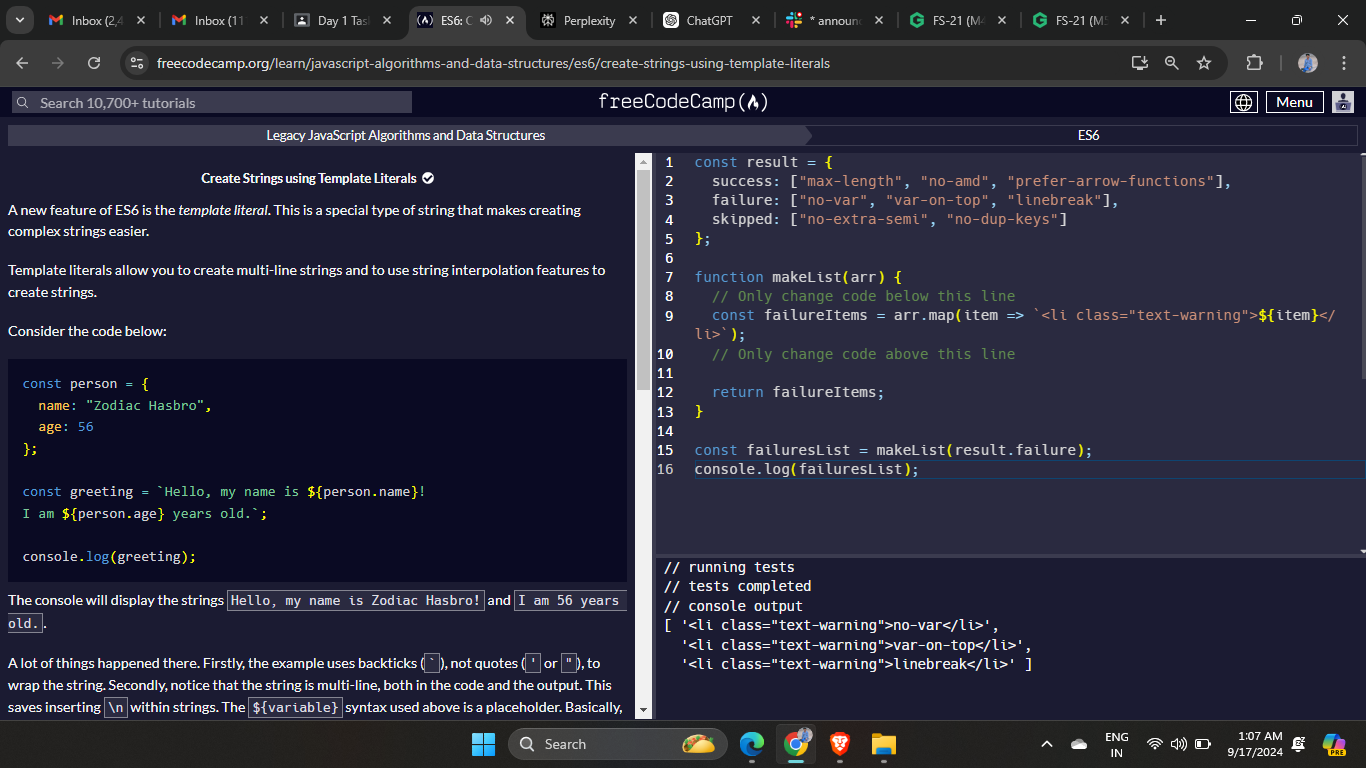 Inbox (2,4
Inbox (11
Day 1 Tas
ES6: C
Perplexity
ChatGPT
* announ
FS-21 (M4
FS-21 (M5
freecodecamp.org/learn/javascript-algorithms-and-data-structures/es6/create-strings-using-template-literals
Search 10,700+ tutorials
freeCodeCamp(🔥)
Menu
Legacy JavaScript Algorithms and Data Structures
ES6
Create Strings using Template Literals
A new feature of ES6 is the template literal. This is a special type of string that makes creating
complex strings easier.
Template literals allow you to create multi-line strings and to use string interpolation features to
create strings.
Consider the code below:
const person = {
  name: "Zodiac Hasbro",
  age: 56
};
const greeting = `Hello, my name is ${person.name}!
I am ${person.age} years old.`;
console.log(greeting);
The console will display the strings Hello, my name is Zodiac Hasbro! and I am 56 years
old..
A lot of things happened there. Firstly, the example uses backticks (`), not quotes (' or "), to
wrap the string. Secondly, notice that the string is multi-line, both in the code and the output. This
saves inserting \n within strings. The ${variable} syntax used above is a placeholder. Basically,
1 const result = {
2   success: ["max-length", "no-amd", "prefer-arrow-functions"],
3   failure: ["no-var", "var-on-top", "linebreak"],
4   skipped: ["no-extra-semi", "no-dup-keys"]
5 };
6
7 function makeList(arr) {
8   // Only change code below this line
9   const failureItems = arr.map(item => `<li class="text-warning">${item}</
li>`);
10   // Only change code above this line
11
12   return failureItems;
13 }
14
15 const failuresList = makeList(result.failure);
16 console.log(failuresList);
// running tests
// tests completed
// console output
[ '<li class="text-warning">no-var</li>',
  '<li class="text-warning">var-on-top</li>',
  '<li class="text-warning">linebreak</li>' ]
Search
ENG
IN
1:07 AM
9/17/2024
PRE